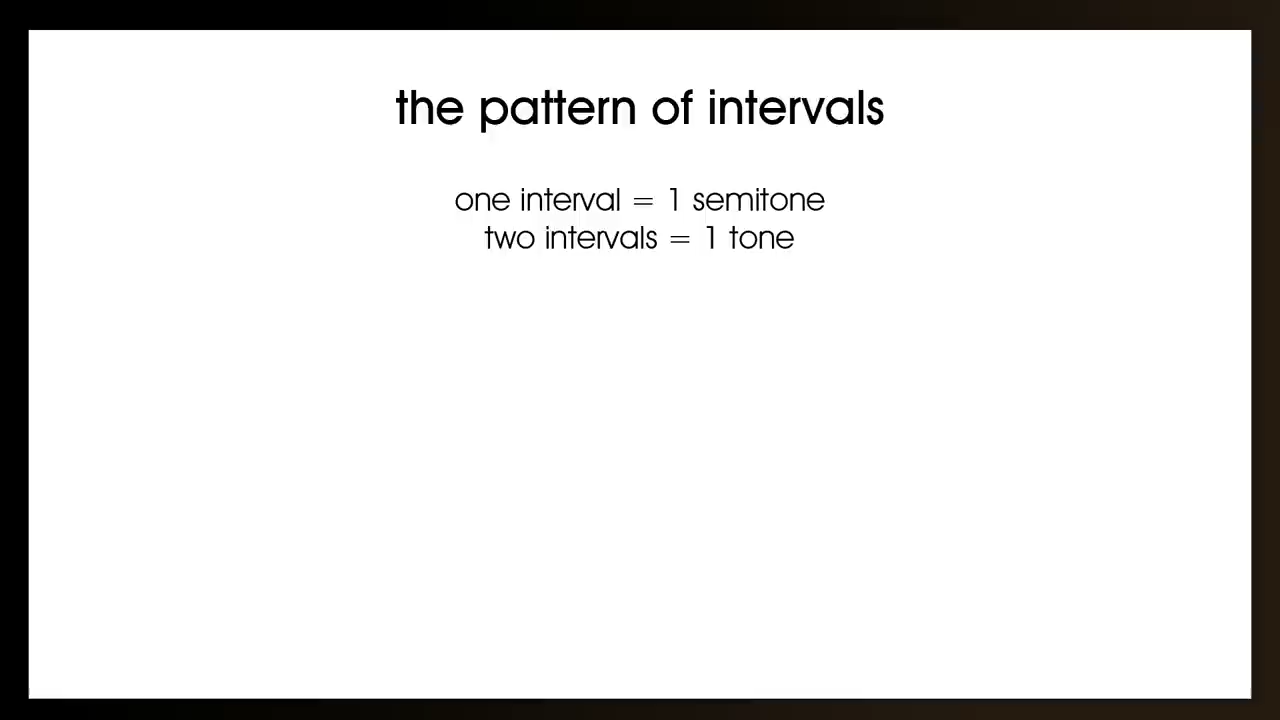 the pattern of intervals
one interval = 1 semitone
two intervals = 1 tone